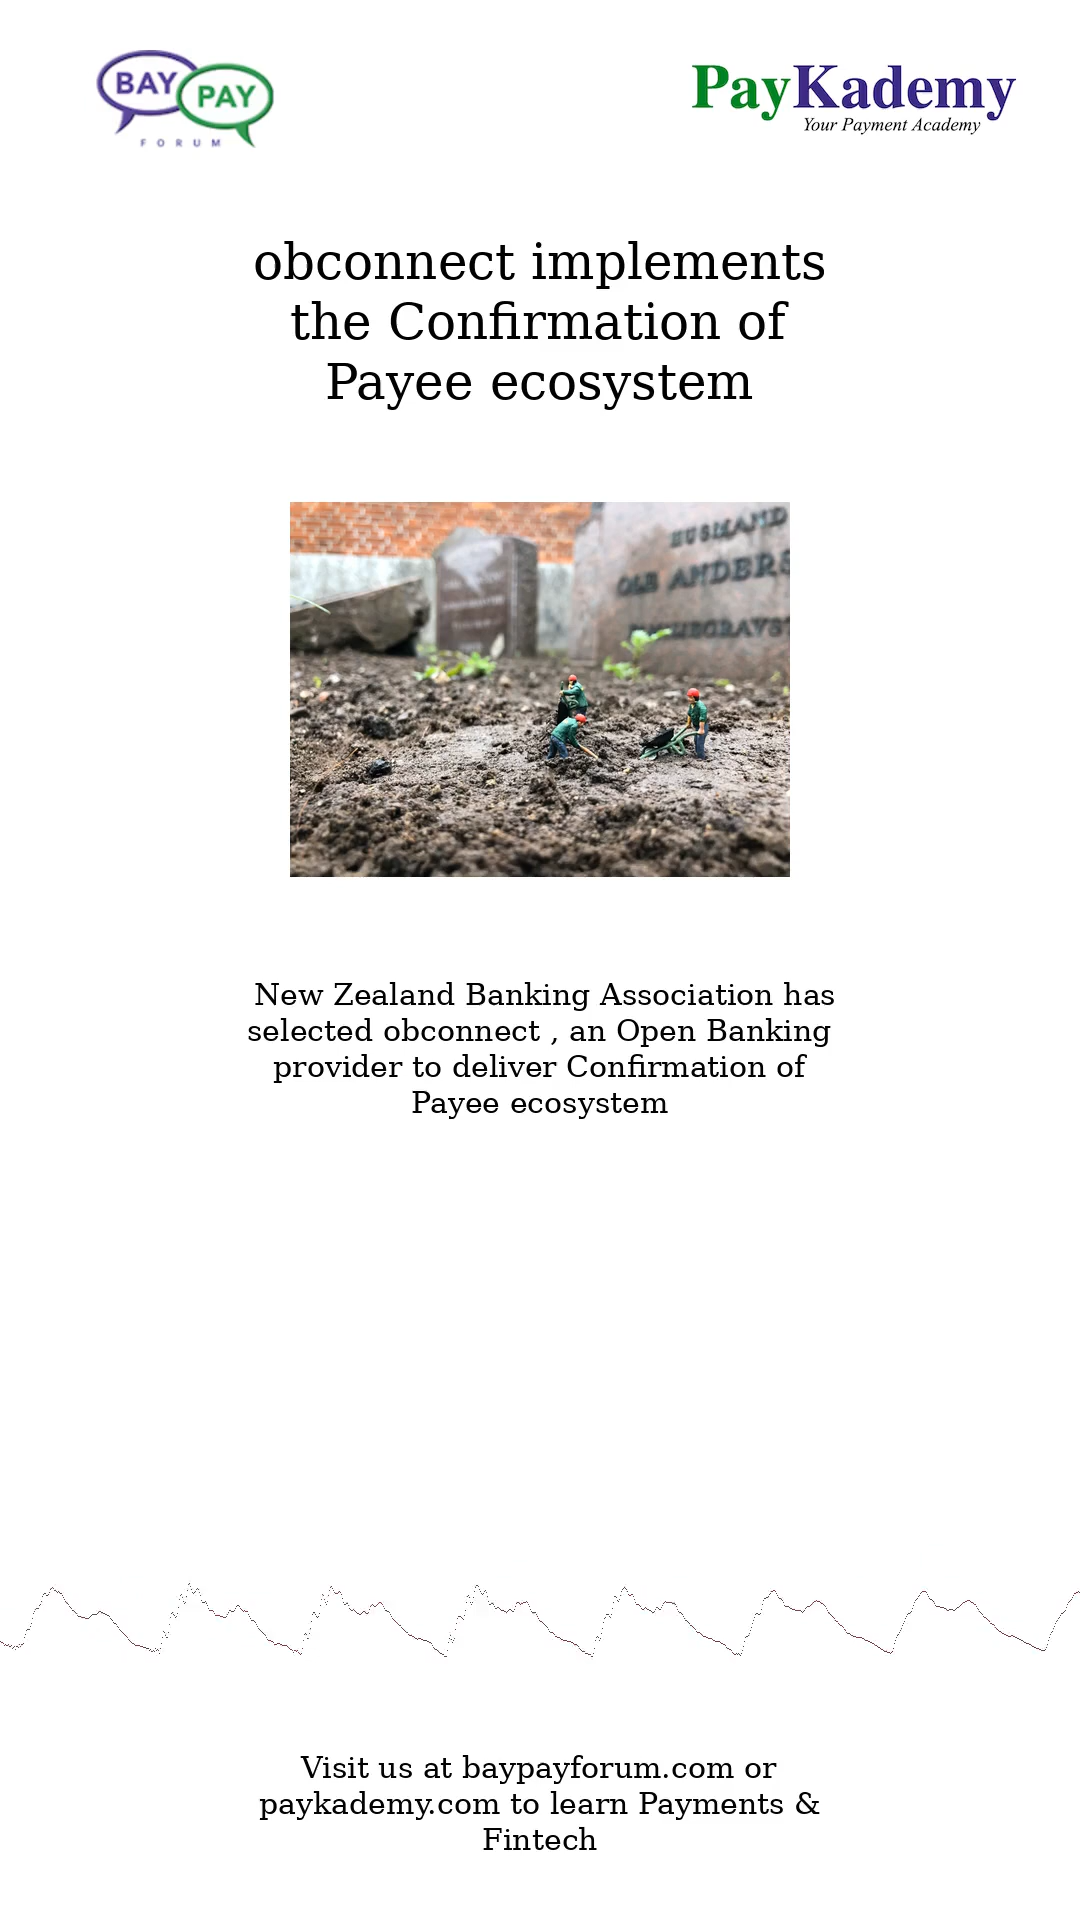 BAY PAY
FORUM
PayKademy
Your Payment Academy
obconnect implements
the Confirmation of
Payee ecosystem
HUSMAND
OLE ANDERS
New Zealand Banking Association has
selected obconnect , an Open Banking
provider to deliver Confirmation of
Payee ecosystem
Visit us at baypayforum.com or
paykademy.com to learn Payments &
Fintech